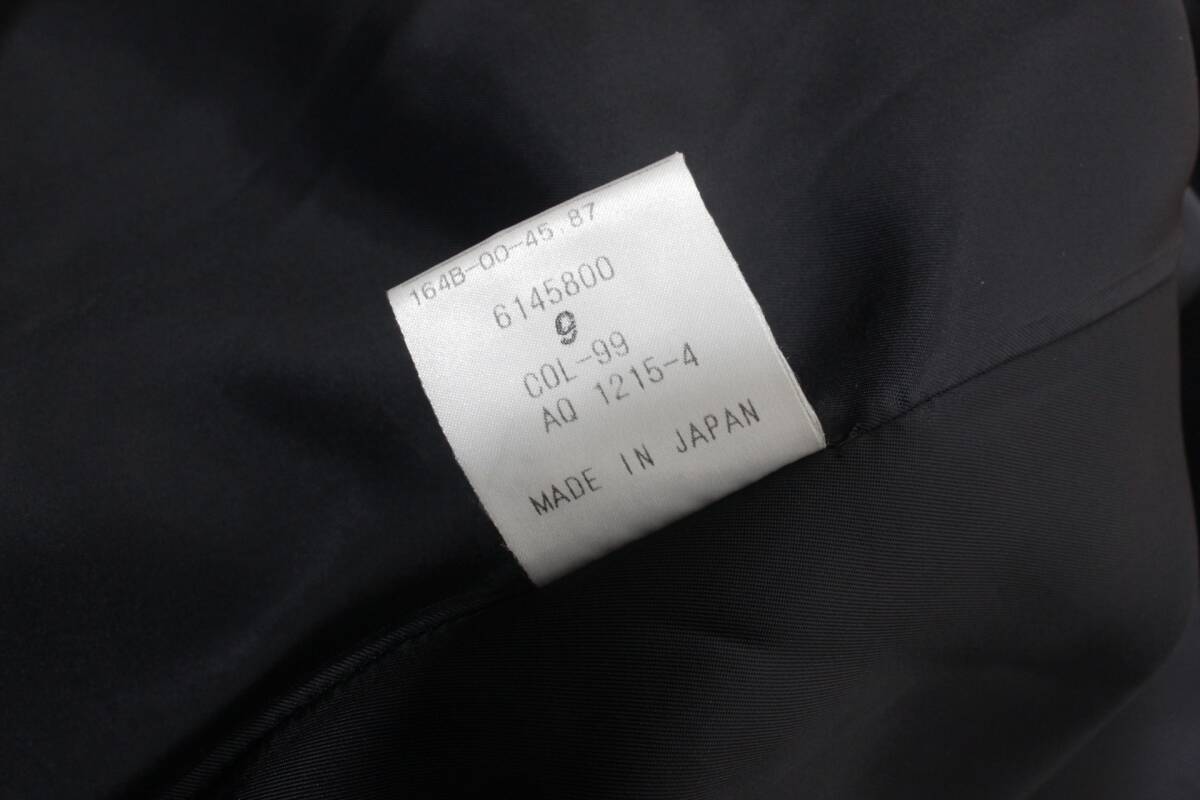 164B-00-45.87
6145800
9
COL-99
AQ 1215-4
MADE IN JAPAN